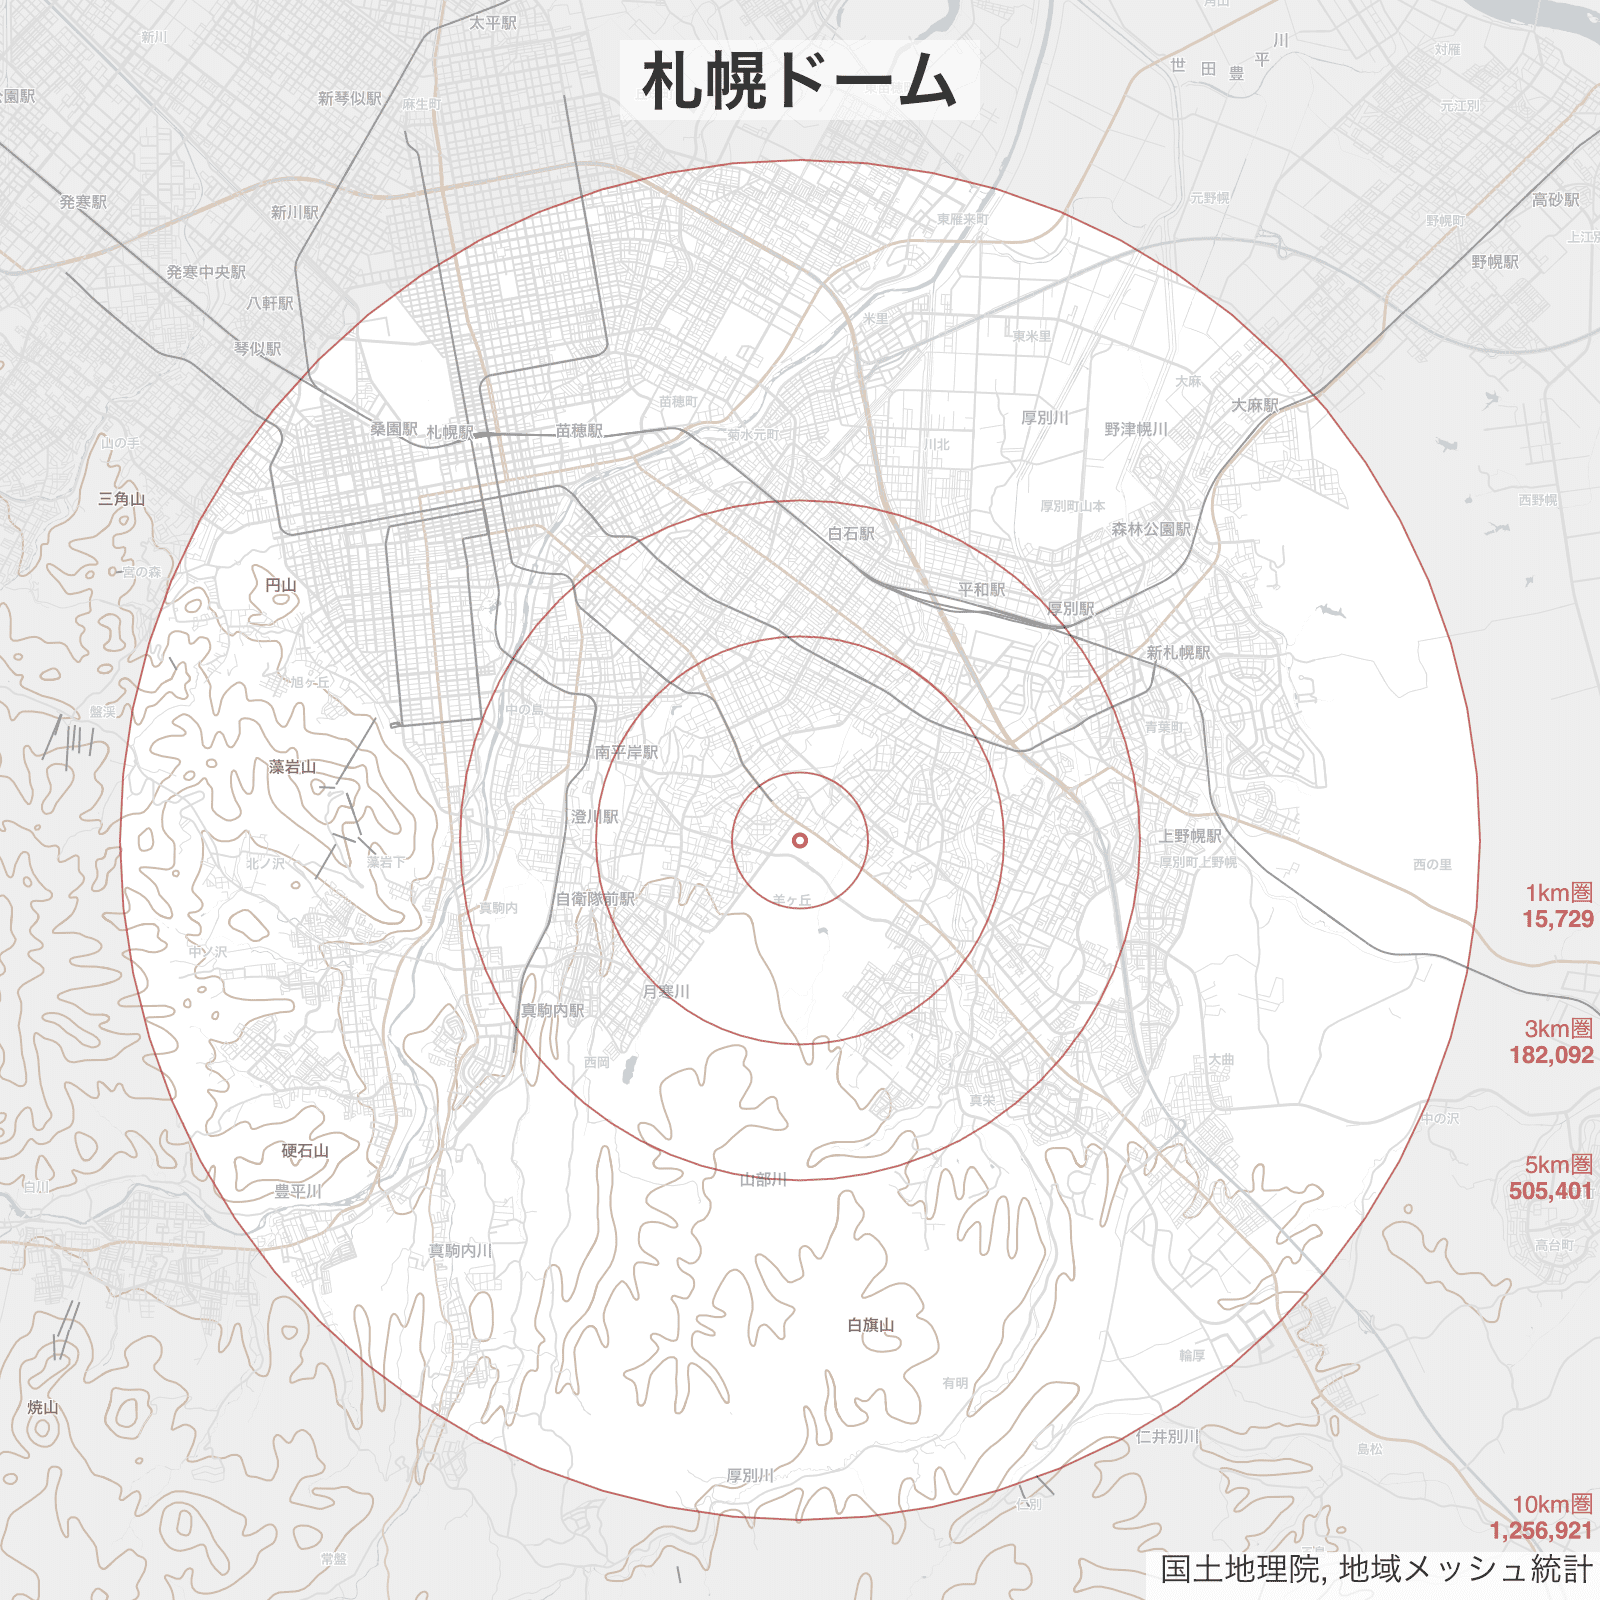 太平駅
新川
角山
川
平
豊
田
世
対雁
札幌ドーム
公園駅
新琴似駅
麻生町
元江別
発寒駅
新川駅
東雁来町
元野幌
高砂駅
野幌町
上江別
野幌駅
発寒中央駅
八軒駅
琴似駅
米里
東米里
大麻
大麻駅
苗穂町
桑園駅
札幌駅
苗穂駅
菊水元町
川北
厚別川
野津幌川
山の手
三角山
厚別町山本
西野幌
白石駅
森林公園駅
宮の森
円山
平和駅
厚別駅
新札幌駅
旭ヶ丘
盤渓
中の島
青葉町
南平岸駅
藻岩山
澄川駅
上野幌駅
厚別町上野幌
西の里
北ノ沢
藻岩下
自衛隊前駅
羊ヶ丘
真駒内
1km圏
15,729
中ノ沢
月寒川
真駒内駅
3km圏
182,092
西岡
大曲
真栄
中の沢
硬石山
5km圏
505,401
山部川
白川
豊平川
真駒内川
高台町
白旗山
輪厚
有明
焼山
仁井別川
島松
厚別川
仁別
10km圏
1,256,921
常盤
国土地理院, 地域メッシュ統計